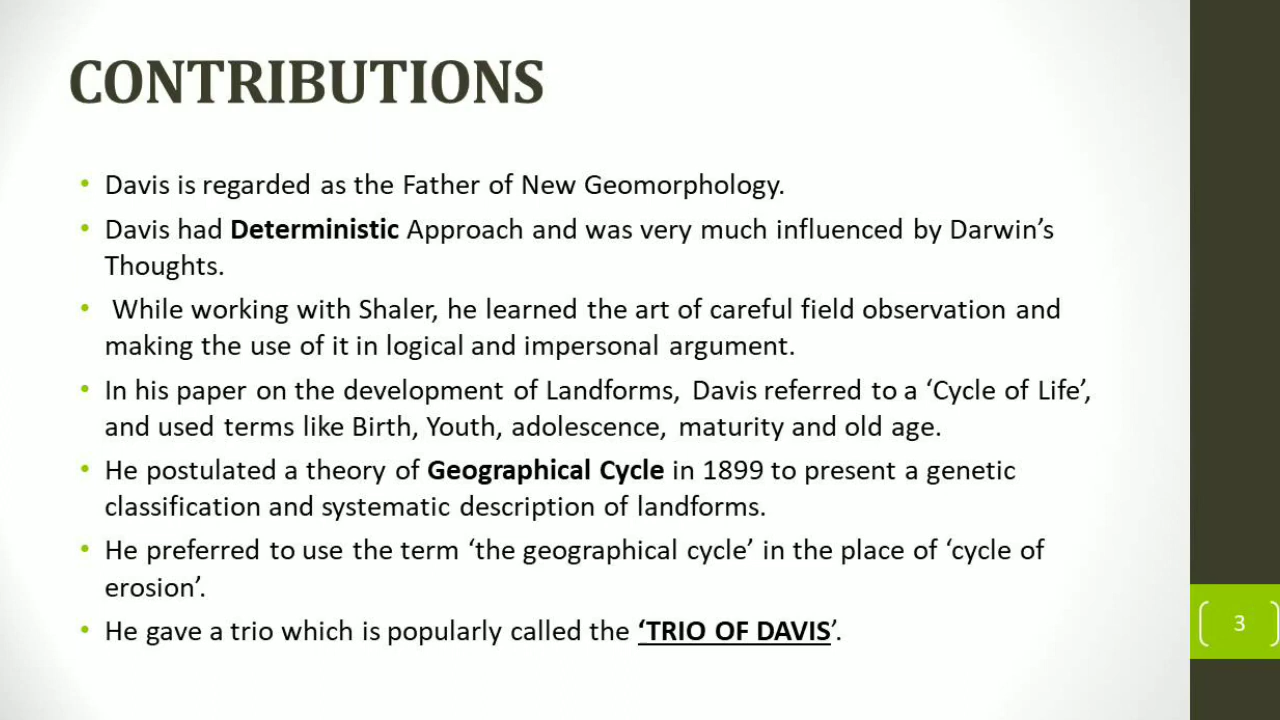 CONTRIBUTIONS
• Davis is regarded as the Father of New Geomorphology.
• Davis had Deterministic Approach and was very much influenced by Darwin’s
Thoughts.
• While working with Shaler, he learned the art of careful field observation and
making the use of it in logical and impersonal argument.
• In his paper on the development of Landforms, Davis referred to a ‘Cycle of Life’,
and used terms like Birth, Youth, adolescence, maturity and old age.
• He postulated a theory of Geographical Cycle in 1899 to present a genetic
classification and systematic description of landforms.
• He preferred to use the term ‘the geographical cycle’ in the place of ‘cycle of
erosion’.
• He gave a trio which is popularly called the ‘TRIO OF DAVIS’.
3